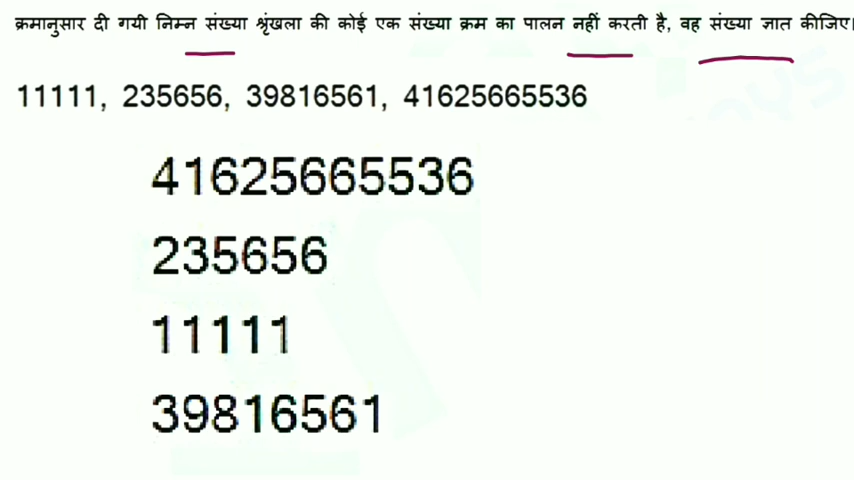 क्रमानुसार दी गयी निम्न संख्या श्रृंखला की कोई एक संख्या क्रम का पालन नहीं करती है, वह संख्या ज्ञात कीजिए।
11111, 235656, 39816561, 41625665536
41625665536
235656
11111
39816561